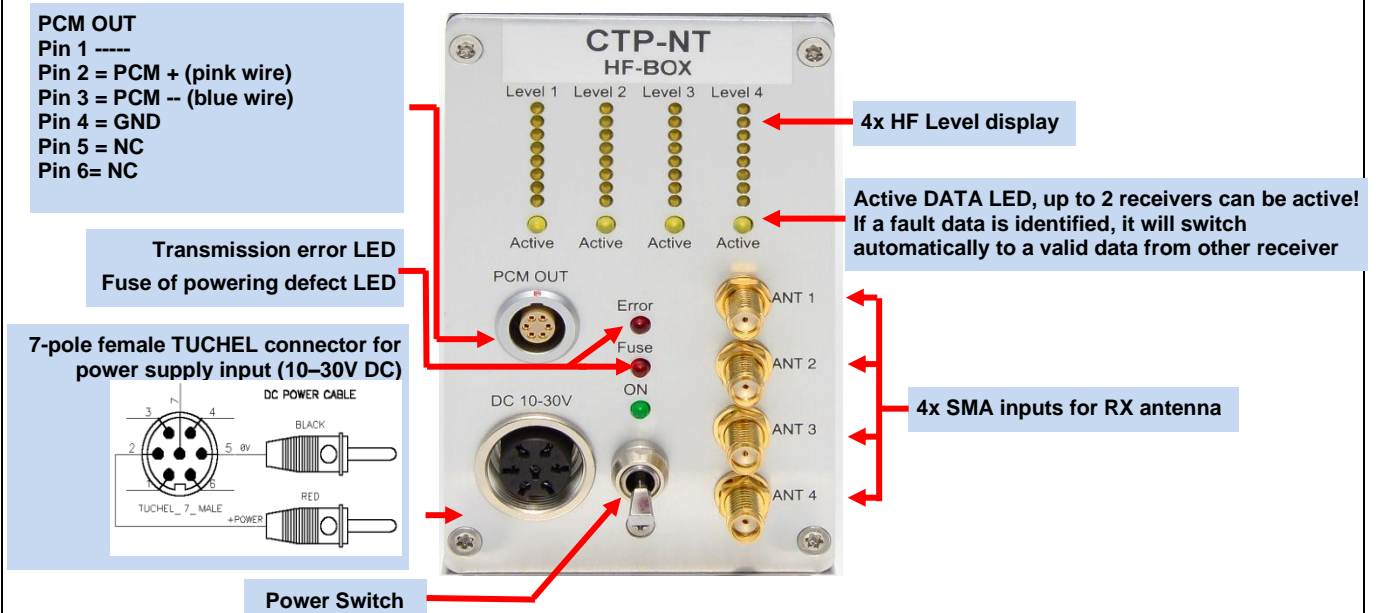 PCM OUT
Pin 1 -----
Pin 2 = PCM + (pink wire)
Pin 3 = PCM -- (blue wire)
Pin 4 = GND
Pin 5 = NC
Pin 6= NC
Transmission error LED
Fuse of powering defect LED
7-pole female TUCHEL connector for
power supply input (10–30V DC)
DC POWER CABLE
7
3
4
BLACK
2
5 0V
1
6
RED
TUCHEL_ 7_ MALE
+POWER
Power Switch
CTP-NT
HF-BOX
Level 1 Level 2 Level 3 Level 4
Active Active Active Active
PCM OUT
Error
Fuse
ON
DC 10-30V
ANT 1
ANT 2
ANT 3
ANT 4
4x HF Level display
Active DATA LED, up to 2 receivers can be active!
If a fault data is identified, it will switch
automatically to a valid data from other receiver
4x SMA inputs for RX antenna